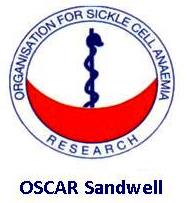 ORGANISATION FOR SICKLE CELL ANAEMIA
RESEARCH
OSCAR Sandwell